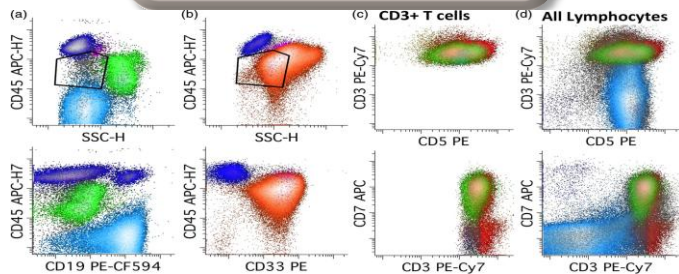 (a)
(b)
(c) CD3+ T cells
(d) All Lymphocytes
CD45 APC-H7
SSC-H
CD45 APC-H7
SSC-H
CD3 PE-Cy7
CD5 PE
CD3 PE-Cy7
CD5 PE
CD45 APC-H7
CD19 PE-CF594
CD45 APC-H7
CD33 PE
CD7 APC
CD3 PE-Cy7
CD7 APC
CD3 PE-Cy7